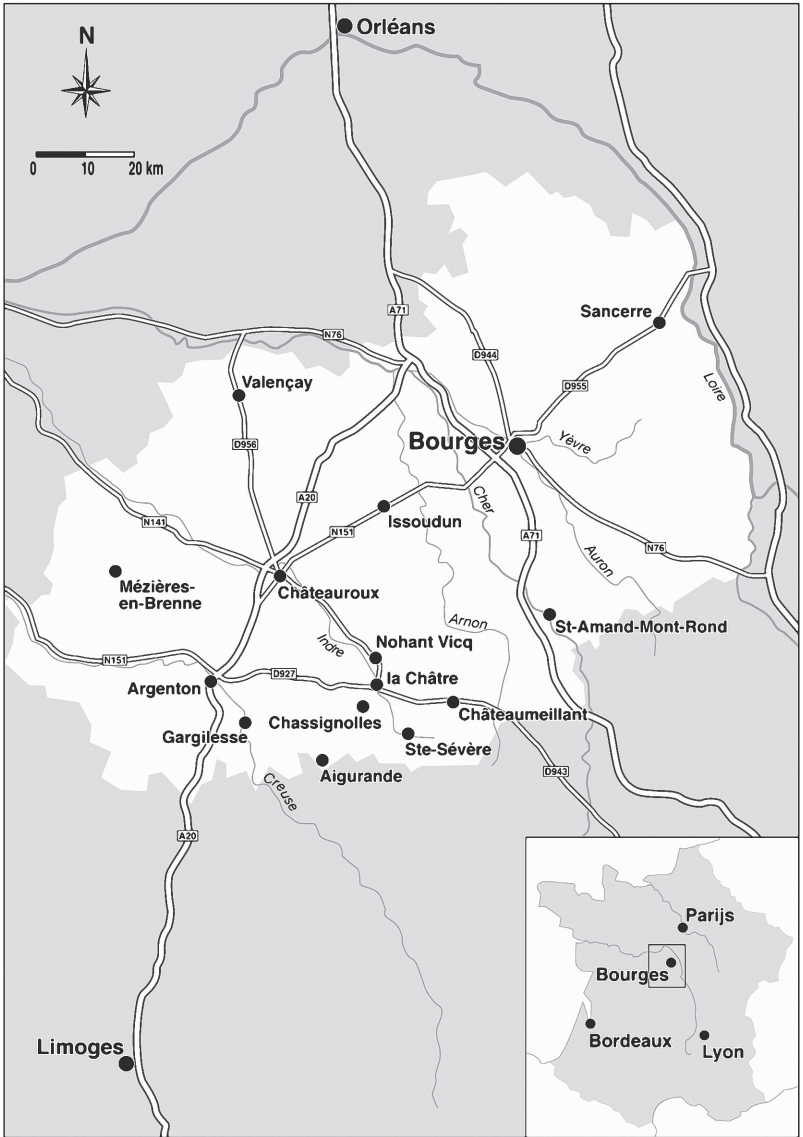 Orléans
N
0 10 20 km
A71
Sancerre
N76
D944
Valençay
D955
Loire
Bourges
Yèvre
D956
A20
Cher
Issoudun
N141
N151
A71
N76
Auron
Mézières-
en-Brenne
Châteauroux
Arnon
St-Amand-Mont-Rond
Indre
Nohant Vicq
N151
D927
la Châtre
Argenton
Châteaumeillant
Chassignolles
Gargilesse
Ste-Sévère
Aigurande
D943
Creuse
A20
Parijs
Bourges
Limoges
Bordeaux
Lyon